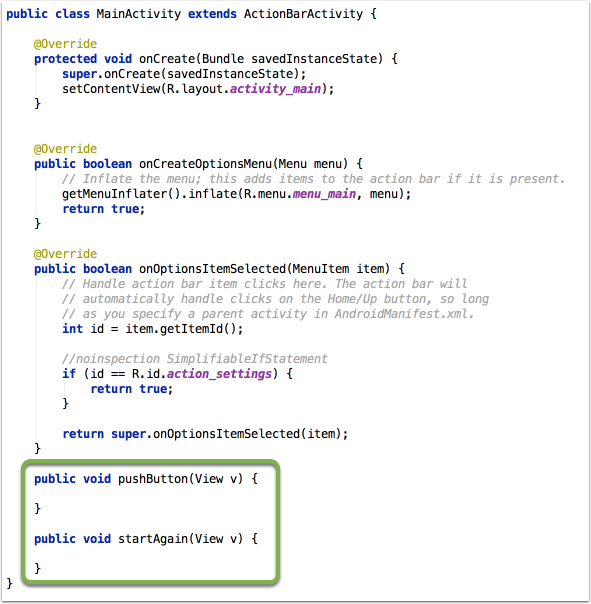 public class MainActivity extends ActionBarActivity {
@Override
protected void onCreate(Bundle savedInstanceState) {
super.onCreate(savedInstanceState);
setContentView(R.layout.activity_main);
}
@Override
public boolean onCreateOptionsMenu(Menu menu) {
// Inflate the menu; this adds items to the action bar if it is present.
getMenuInflater().inflate(R.menu.menu_main, menu);
return true;
}
@Override
public boolean onOptionsItemSelected(MenuItem item) {
// Handle action bar item clicks here. The action bar will
// automatically handle clicks on the Home/Up button, so long
// as you specify a parent activity in AndroidManifest.xml.
int id = item.getItemId();
//noinspection SimplifiableIfStatement
if (id == R.id.action_settings) {
return true;
}
return super.onOptionsItemSelected(item);
}
public void pushButton(View v) {
}
public void startAgain(View v) {
}
}